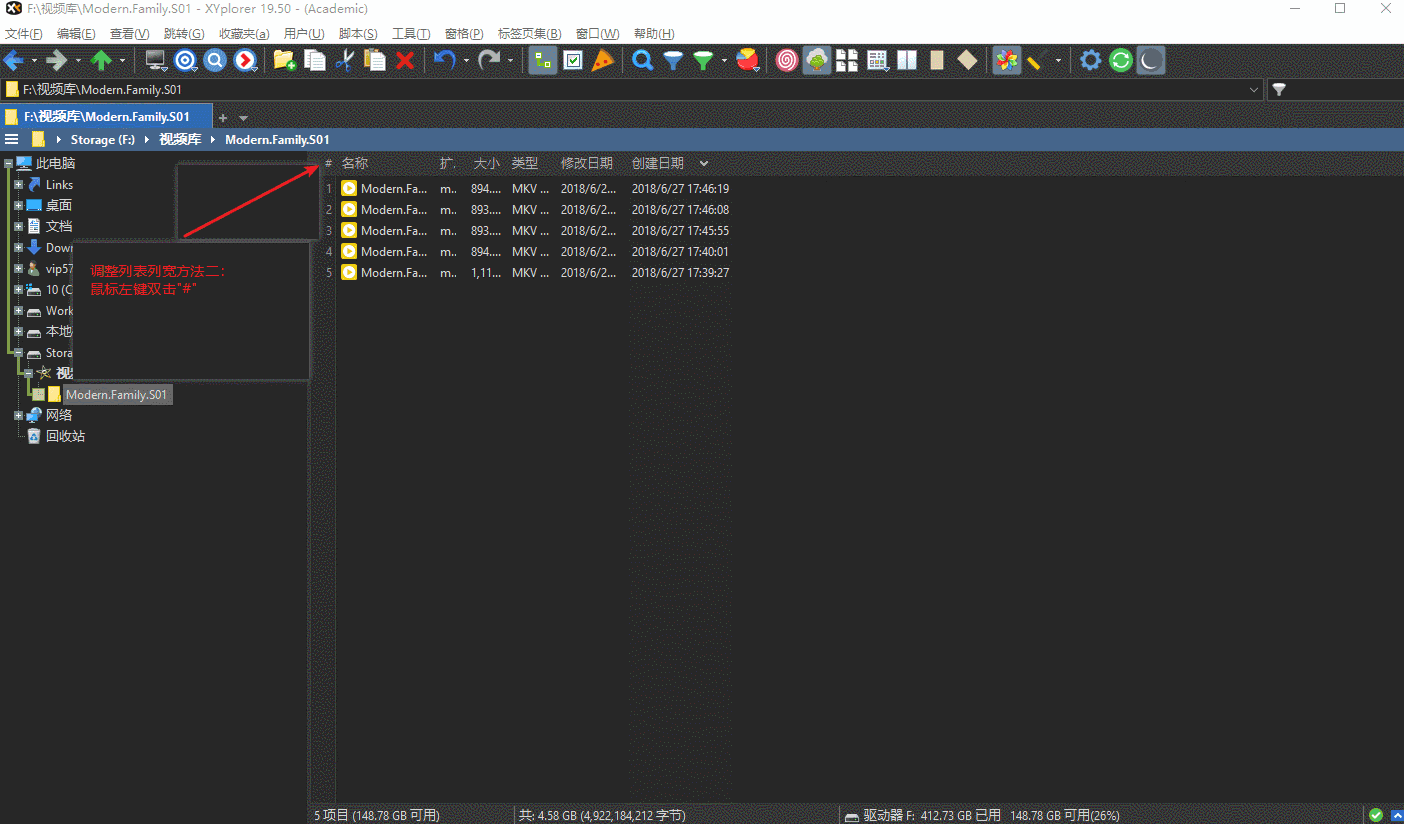 F:\视频库\Modern.Family.S01 - XYplorer 19.50 - (Academic)
文件(F) 编辑(E) 查看(V) 跳转(G) 收藏夹(a) 用户(U) 脚本(S) 工具(T) 窗格(P) 标签页集(B) 窗口(W) 帮助(H)
F:\视频库\Modern.Family.S01
F:\视频库\Modern.Family.S01
Storage (F:) 视频库 Modern.Family.S01
此电脑
Links
桌面
文档
Dow
vip57
10 (C
Work
本地
Stora
Modern.Family.S01
网络
回收站
调整列表列宽方法二：
鼠标左键双击"#"
# 名称 扩. 大小 类型 修改日期 创建日期
1 Modern.Fa... m.. 894.... MKV ... 2018/6/2... 2018/6/27 17:46:19
2 Modern.Fa... m.. 893.... MKV ... 2018/6/2... 2018/6/27 17:46:08
3 Modern.Fa... m.. 893.... MKV ... 2018/6/2... 2018/6/27 17:45:55
4 Modern.Fa... m.. 894.... MKV ... 2018/6/2... 2018/6/27 17:40:01
5 Modern.Fa... m.. 1,11... MKV ... 2018/6/2... 2018/6/27 17:39:27
5 项目 (148.78 GB 可用) 共: 4.58 GB (4,922,184,212 字节) 驱动器 F: 412.73 GB 已用 148.78 GB 可用(26%)